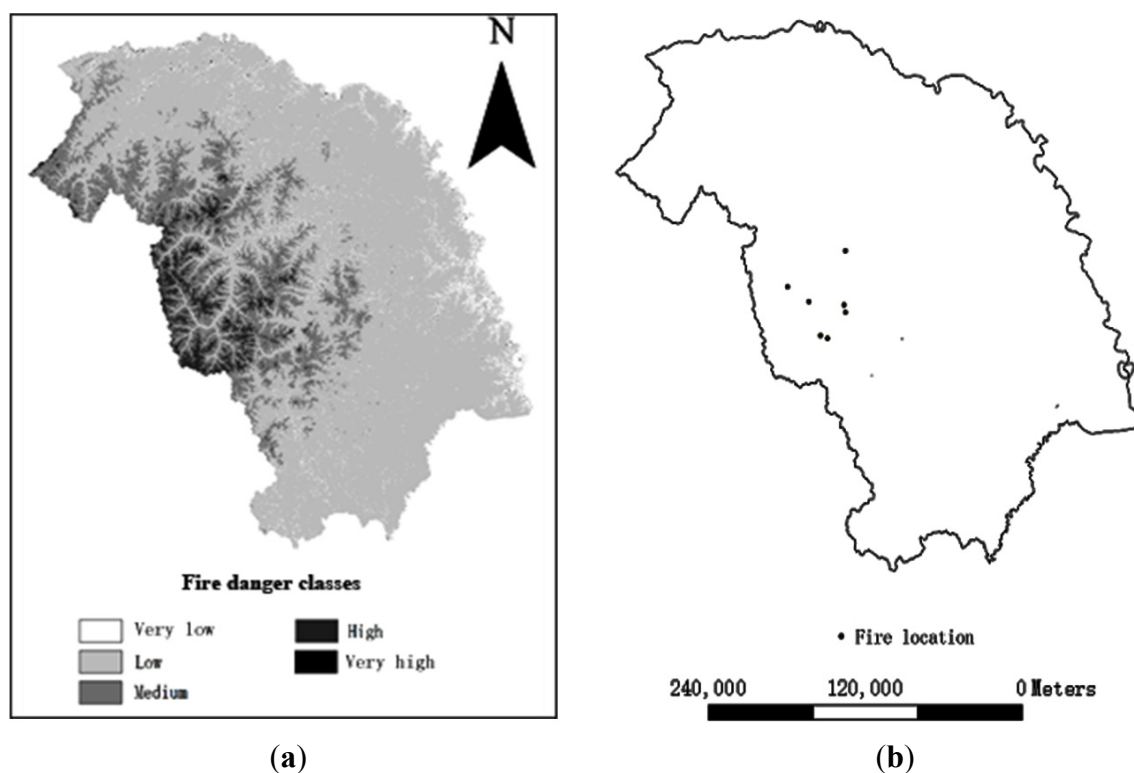 N
Fire danger classes
Very low
High
Low
Very high
Medium
(a)
Fire location
240,000 120,000 0 Meters
(b)